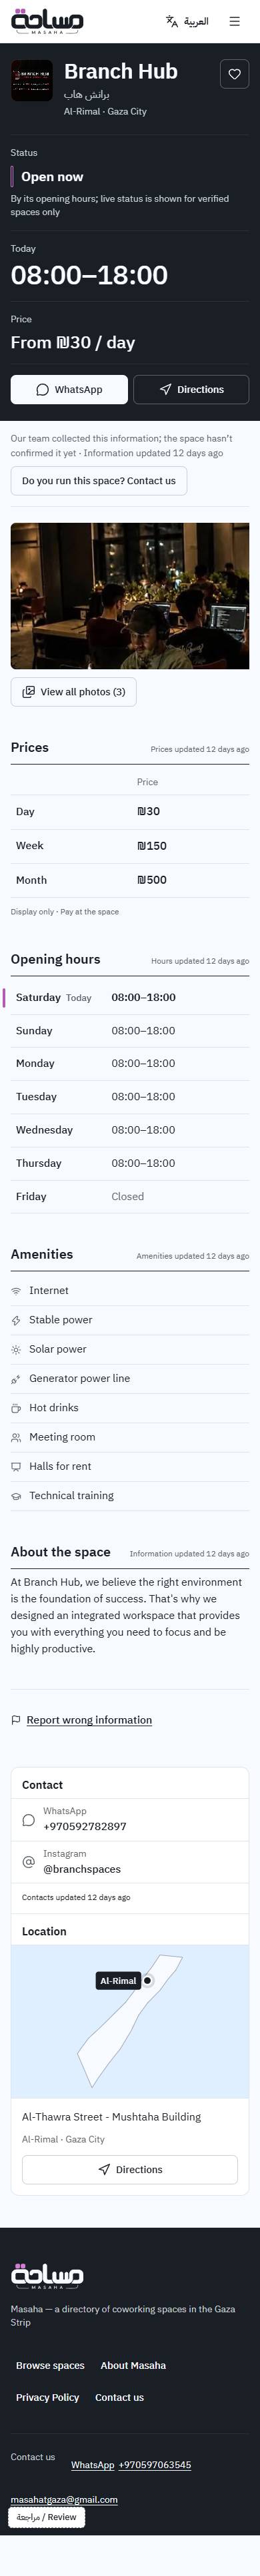 مساحة
MASAHA
العربية
Branch Hub
برانش هاب
Al-Rimal · Gaza City
Status
Open now
By its opening hours; live status is shown for verified
spaces only
Today
08:00–18:00
Price
From ₪30 / day
WhatsApp
Directions
Our team collected this information; the space hasn’t
confirmed it yet · Information updated 12 days ago
Do you run this space? Contact us
View all photos (3)
Prices
Prices updated 12 days ago
Price
Day ₪30
Week ₪150
Month ₪500
Display only · Pay at the space
Opening hours
Hours updated 12 days ago
Saturday Today 08:00–18:00
Sunday 08:00–18:00
Monday 08:00–18:00
Tuesday 08:00–18:00
Wednesday 08:00–18:00
Thursday 08:00–18:00
Friday Closed
Amenities
Amenities updated 12 days ago
Internet
Stable power
Solar power
Generator power line
Hot drinks
Meeting room
Halls for rent
Technical training
About the space
Information updated 12 days ago
At Branch Hub, we believe the right environment
is the foundation of success. That's why we
designed an integrated workspace that provides
you with everything you need to focus and be
highly productive.
Report wrong information
Contact
WhatsApp
+970592782897
Instagram
@branchspaces
Contacts updated 12 days ago
Location
Al-Rimal
Al-Thawra Street - Mushtaha Building
Al-Rimal · Gaza City
Directions
مساحة
MASAHA
Masaha — a directory of coworking spaces in the Gaza
Strip
Browse spaces
About Masaha
Privacy Policy
Contact us
Contact us
WhatsApp +970597063545
masahatgaza@gmail.com
مراجعة / Review